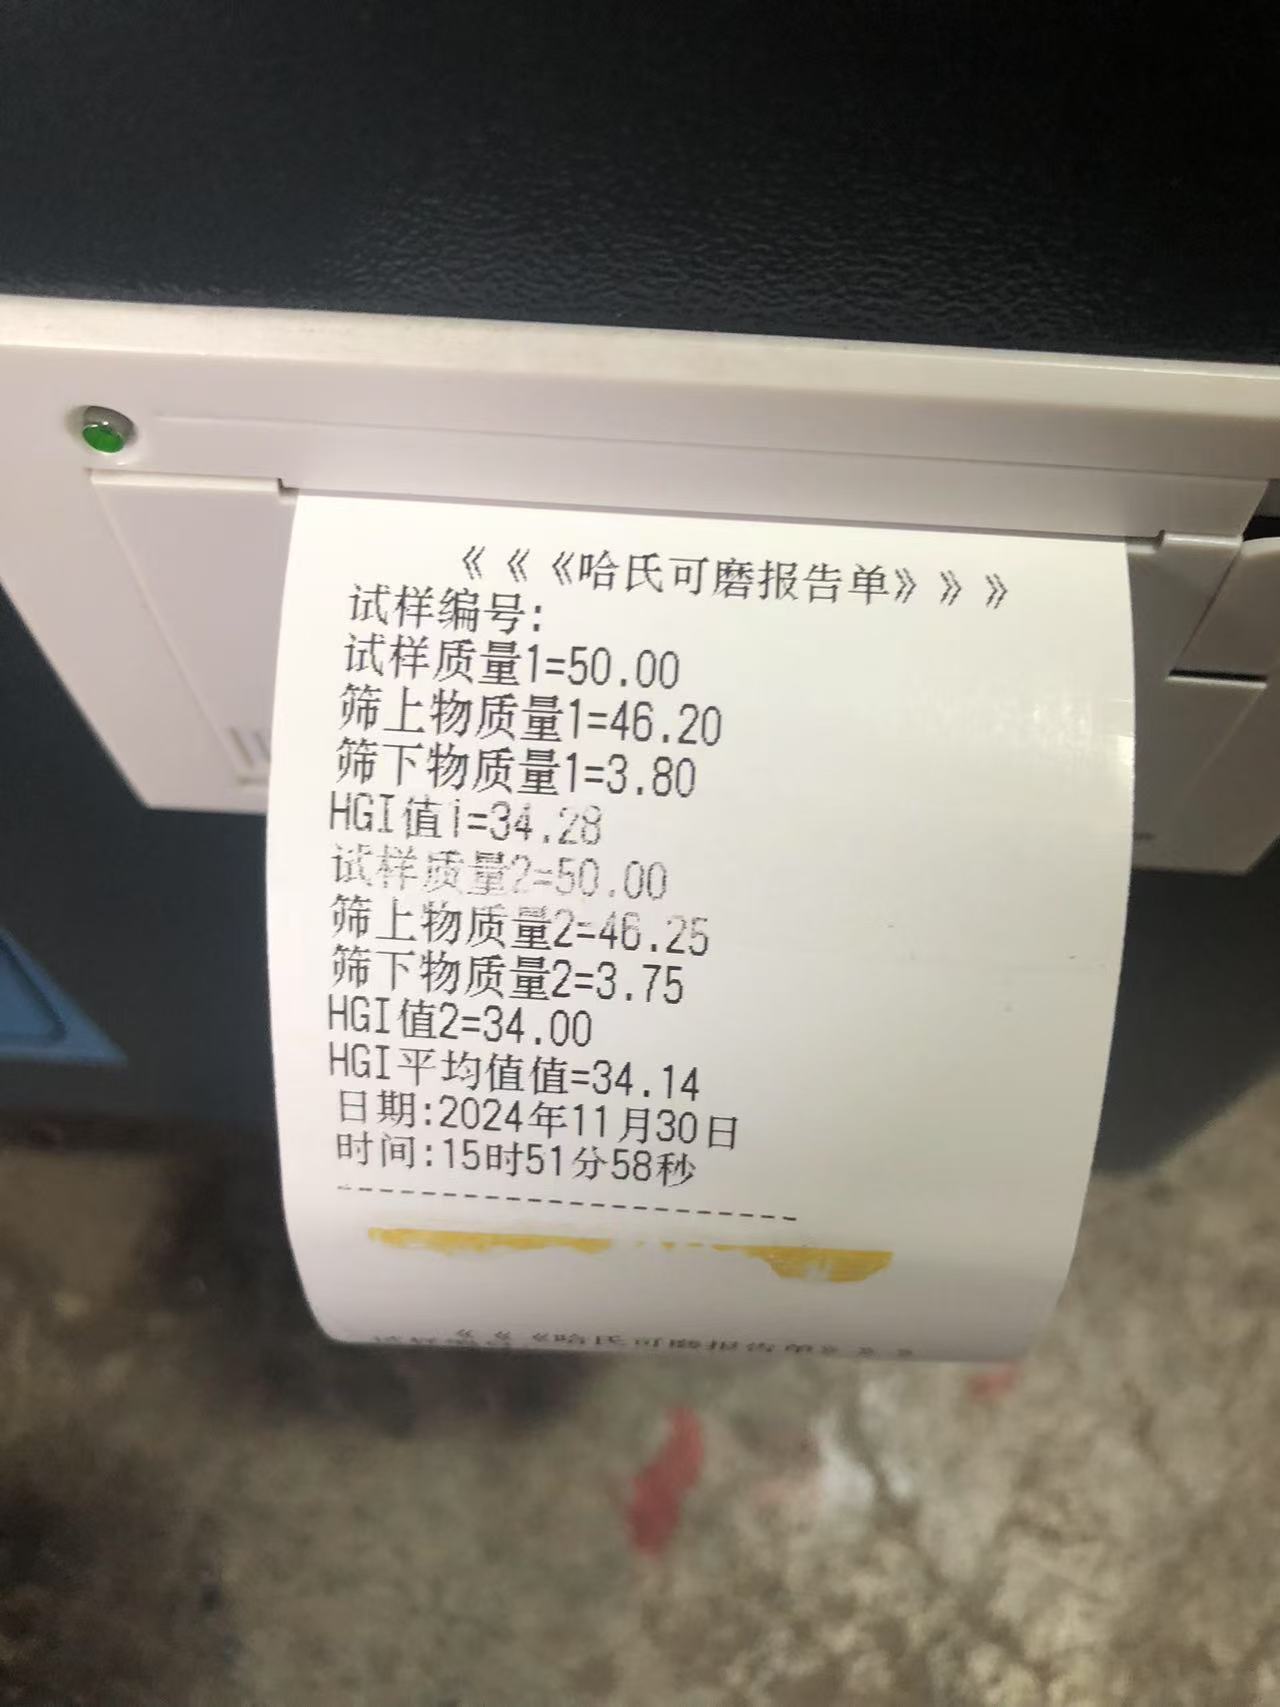 《《《哈氏可磨报告单》》》
试样编号:
试样质量1=50.00
筛上物质量1=46.20
筛下物质量1=3.80
HGI值1=34.28
试样质量2=50.00
筛上物质量2=46.25
筛下物质量2=3.75
HGI值2=34.00
HGI平均值值=34.14
日期:2024年11月30日
时间:15时51分58秒
---------------------
《《《哈氏可磨报告单》》》
试样编号